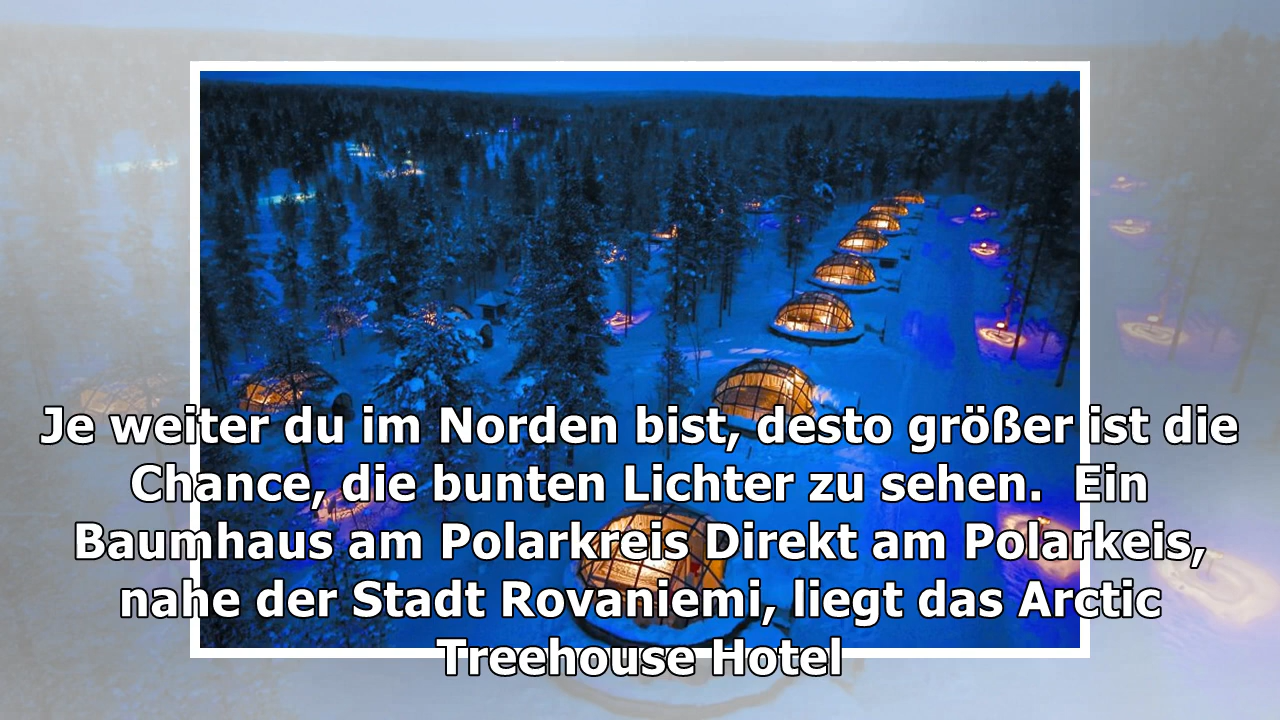 Je weiter du im Norden bist, desto größer ist die
Chance, die bunten Lichter zu sehen.  Ein
Baumhaus am Polarkreis Direkt am Polarkeis,
nahe der Stadt Rovaniemi, liegt das Arctic
Treehouse Hotel